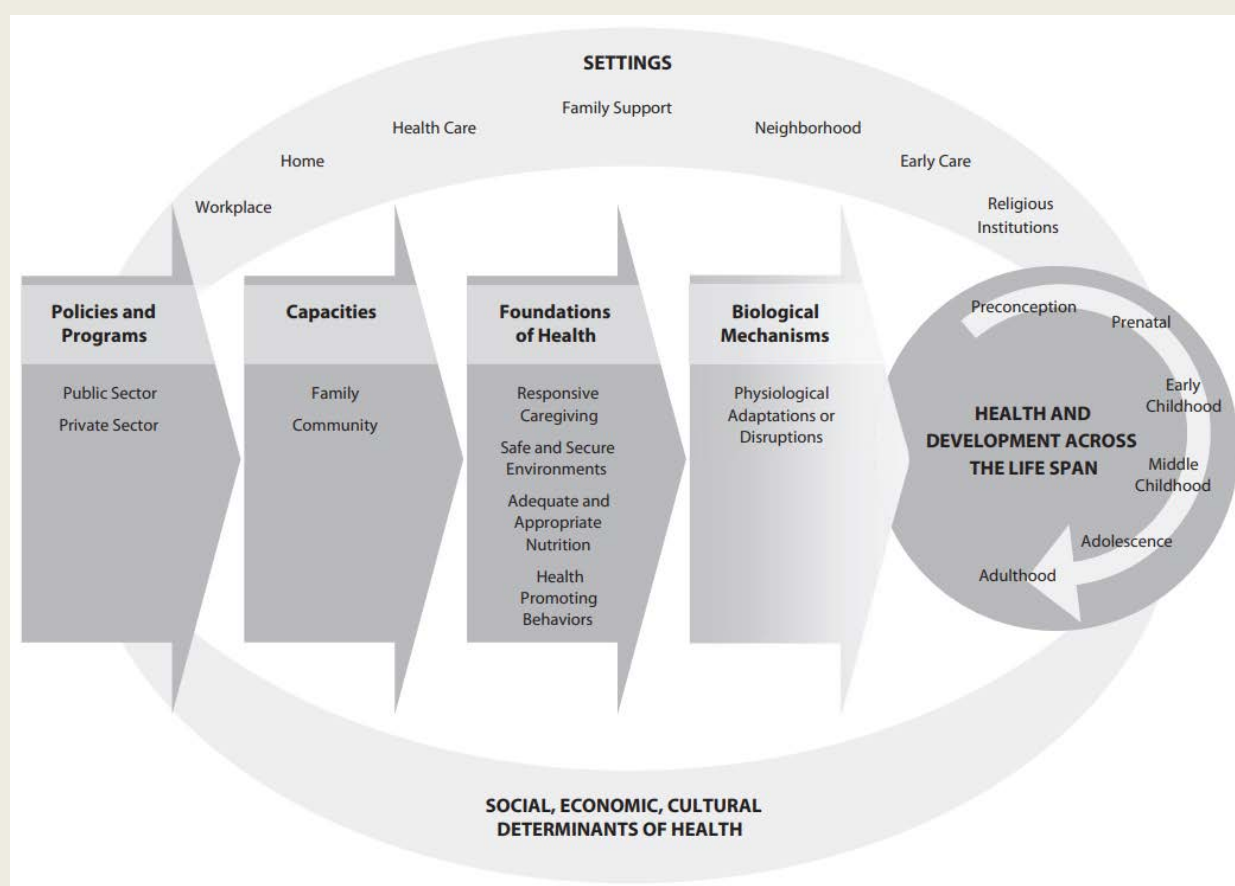 SETTINGS
Family Support
Health Care
Neighborhood
Home
Early Care
Workplace
Religious
Institutions
Policies and
Programs
Public Sector
Private Sector
Capacities
Family
Community
Foundations
of Health
Responsive
Caregiving
Safe and Secure
Environments
Adequate and
Appropriate
Nutrition
Health
Promoting
Behaviors
Biological
Mechanisms
Physiological
Adaptations or
Disruptions
Preconception
Prenatal
Early
Childhood
HEALTH AND
DEVELOPMENT ACROSS
THE LIFE SPAN
Middle
Childhood
Adolescence
Adulthood
SOCIAL, ECONOMIC, CULTURAL
DETERMINANTS OF HEALTH